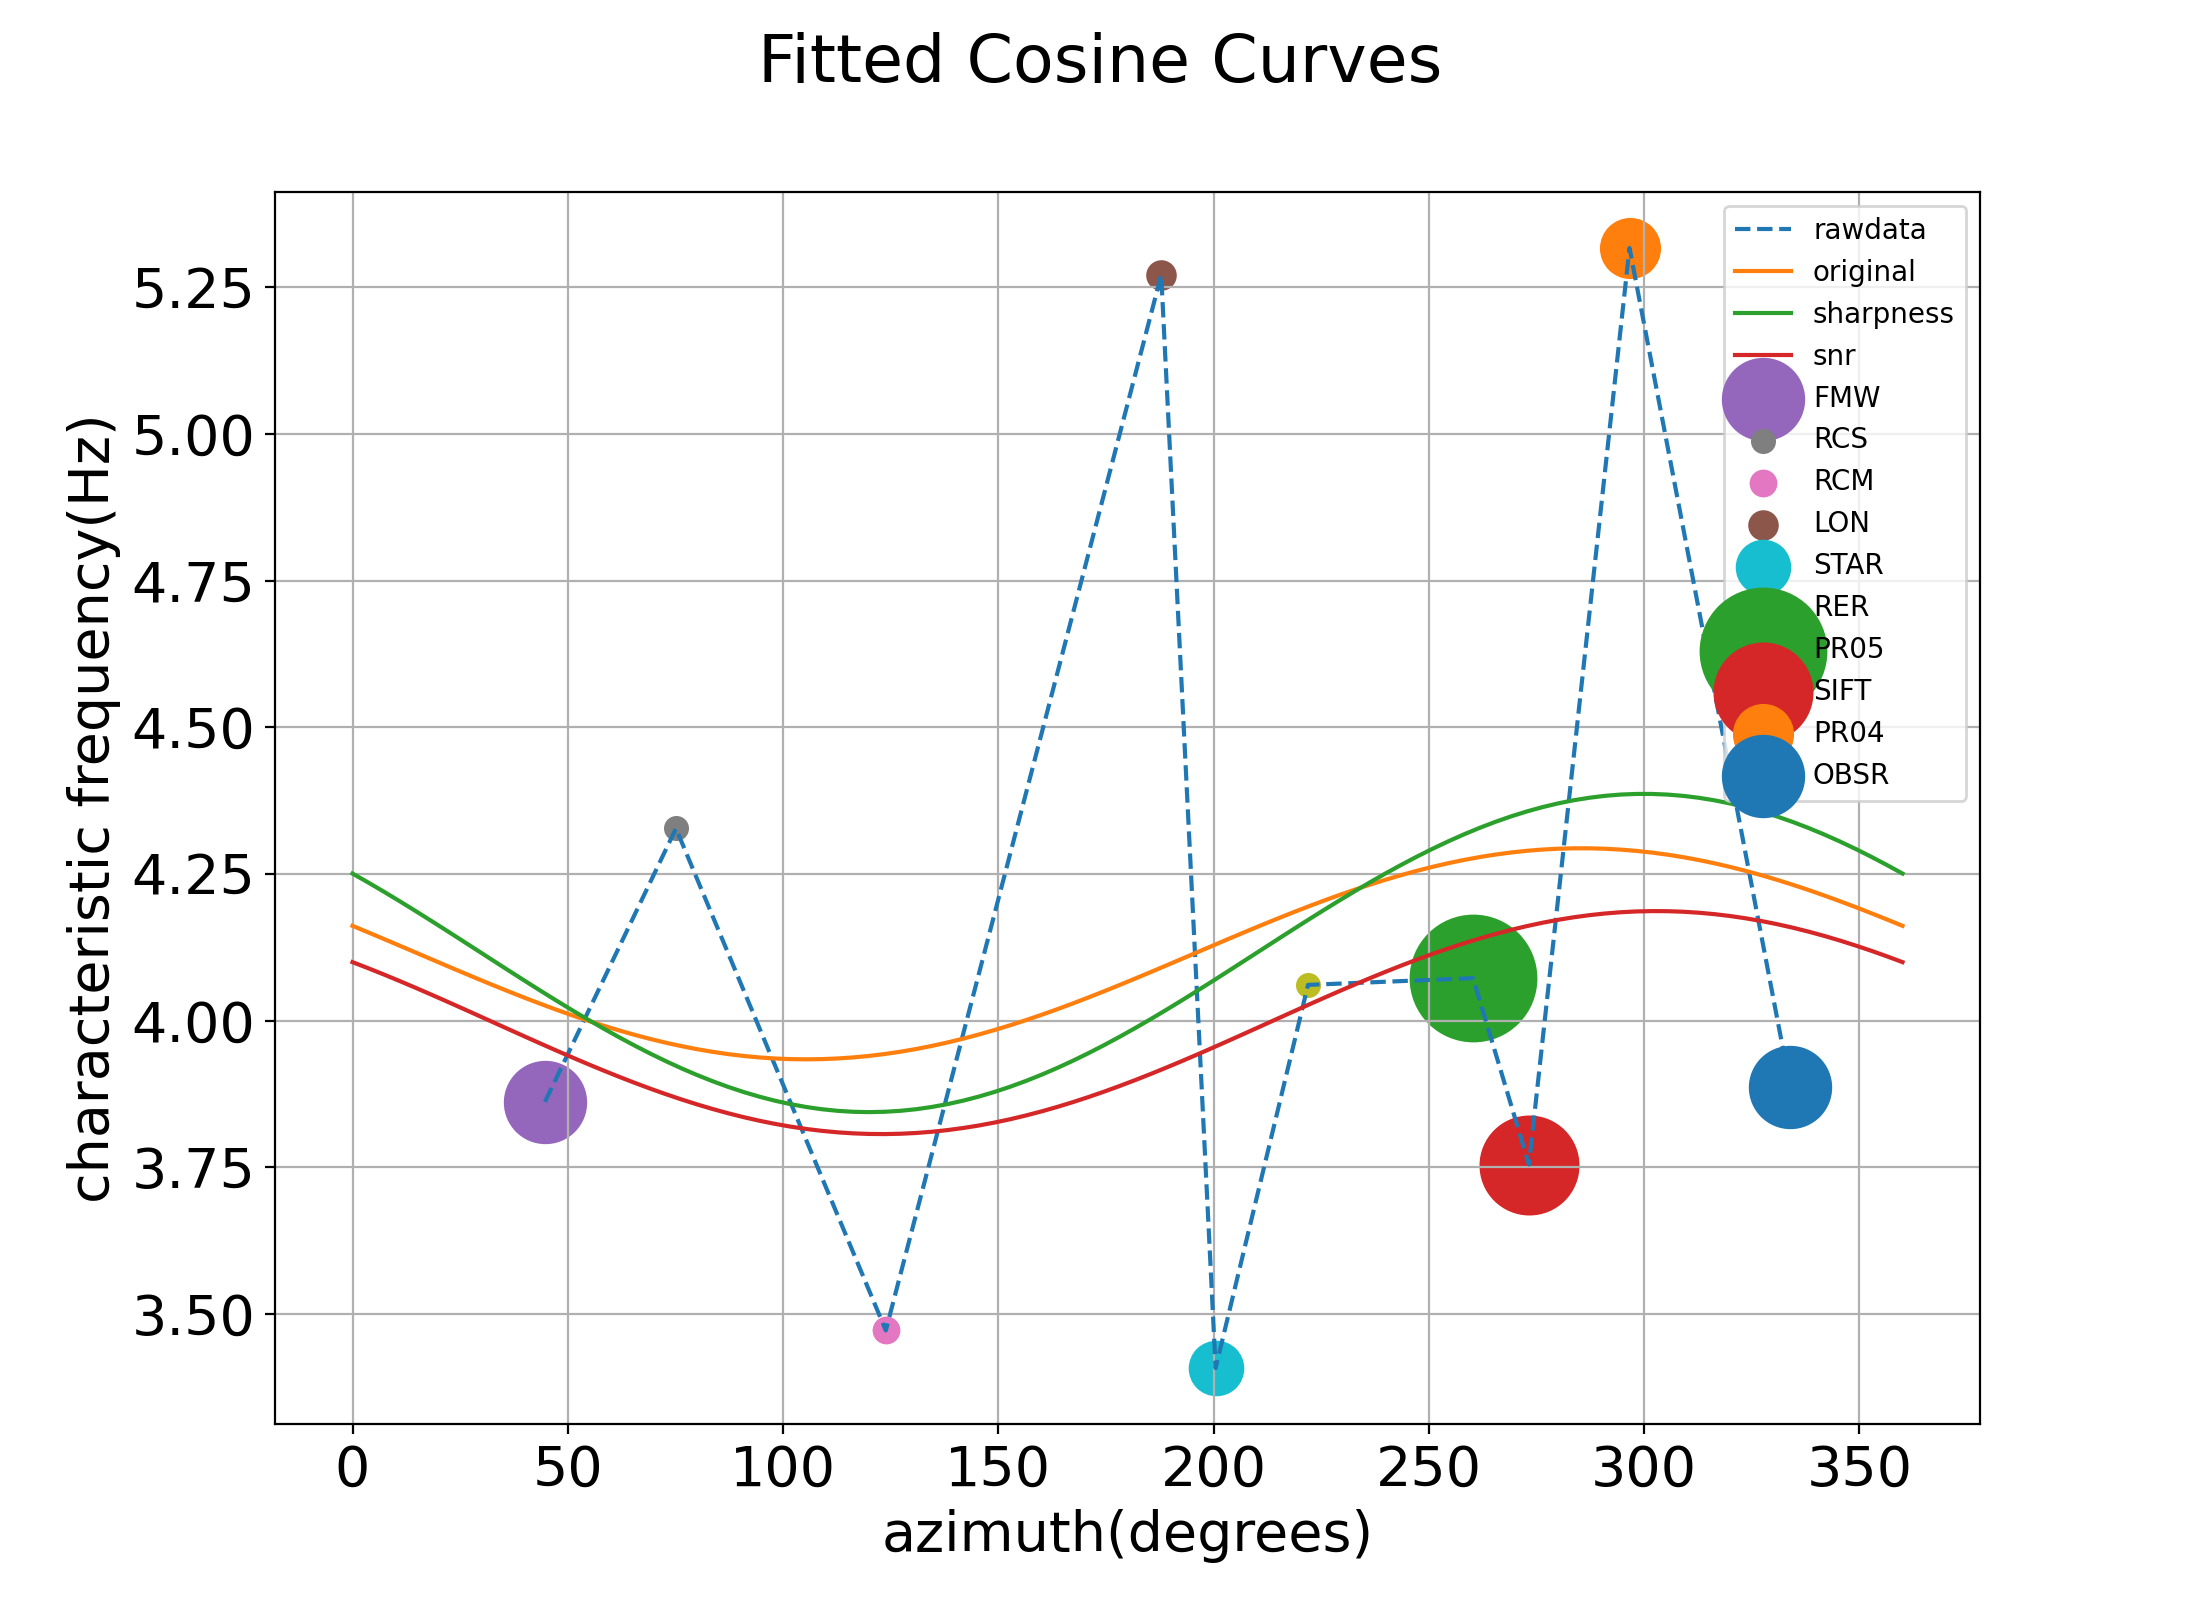 Fitted Cosine Curves
characteristic frequency(Hz)
5.25
5.00
4.75
4.50
4.25
4.00
3.75
3.50
rawdata
original
sharpness
snr
FMW
RCS
RCM
LON
STAR
RER
PR05
SIFT
PR04
OBSR
0 50 100 150 200 250 300 350
azimuth(degrees)